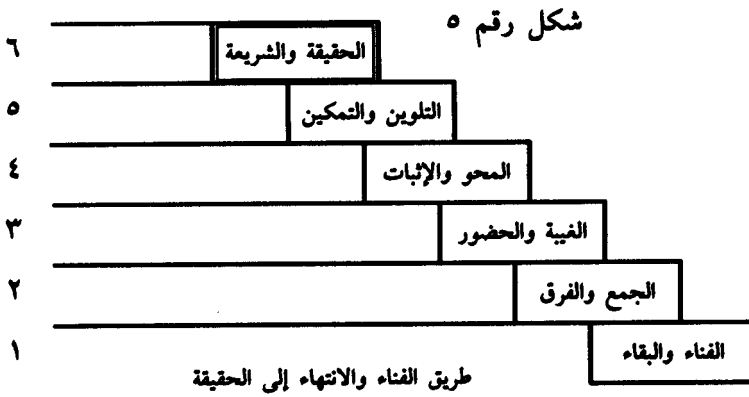 شكل رقم ٥
٦ الحقيقة والشريعة
٥ التلوين والتمكين
٤ المحو والإثبات
٣ الغيبة والحضور
٢ الجمع والفرق
١ الفناء والبقاء
طريق الفناء والانتهاء إلى الحقيقة